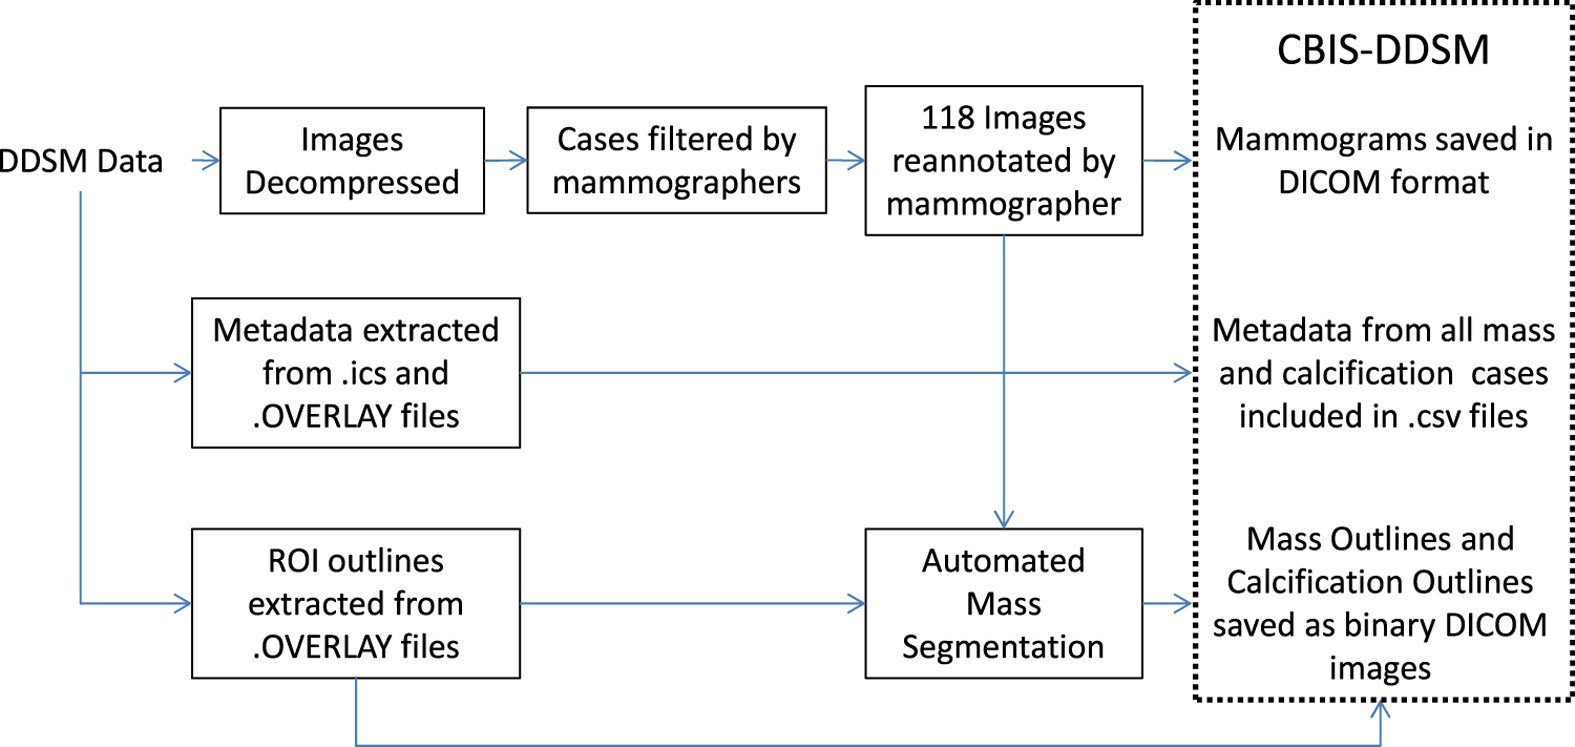 CBIS-DDSM
DDSM Data
Images
Decompressed
Cases filtered by
mammographers
118 Images
reannotated by
mammographer
Mammograms saved in
DICOM format
Metadata extracted
from .ics and
.OVERLAY files
Metadata from all mass
and calcification cases
included in .csv files
ROI outlines
extracted from
.OVERLAY files
Automated
Mass
Segmentation
Mass Outlines and
Calcification Outlines
saved as binary DICOM
images